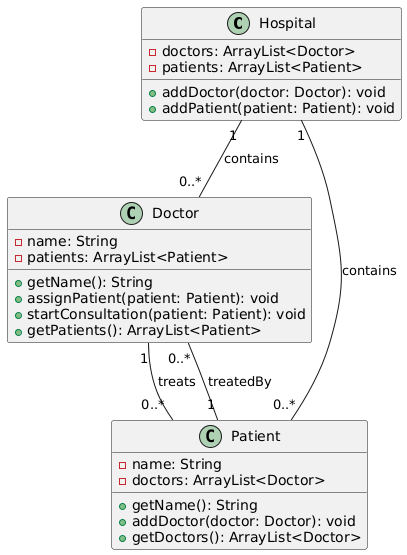 C Hospital
doctors: ArrayList<Doctor>
patients: ArrayList<Patient>
addDoctor(doctor: Doctor): void
addPatient(patient: Patient): void
1
1
contains
0..*
C Doctor
name: String
patients: ArrayList<Patient>
getName(): String
assignPatient(patient: Patient): void
startConsultation(patient: Patient): void
getPatients(): ArrayList<Patient>
contains
1
0..*
treats
treatedBy
0..*
1
0..*
C Patient
name: String
doctors: ArrayList<Doctor>
getName(): String
addDoctor(doctor: Doctor): void
getDoctors(): ArrayList<Doctor>